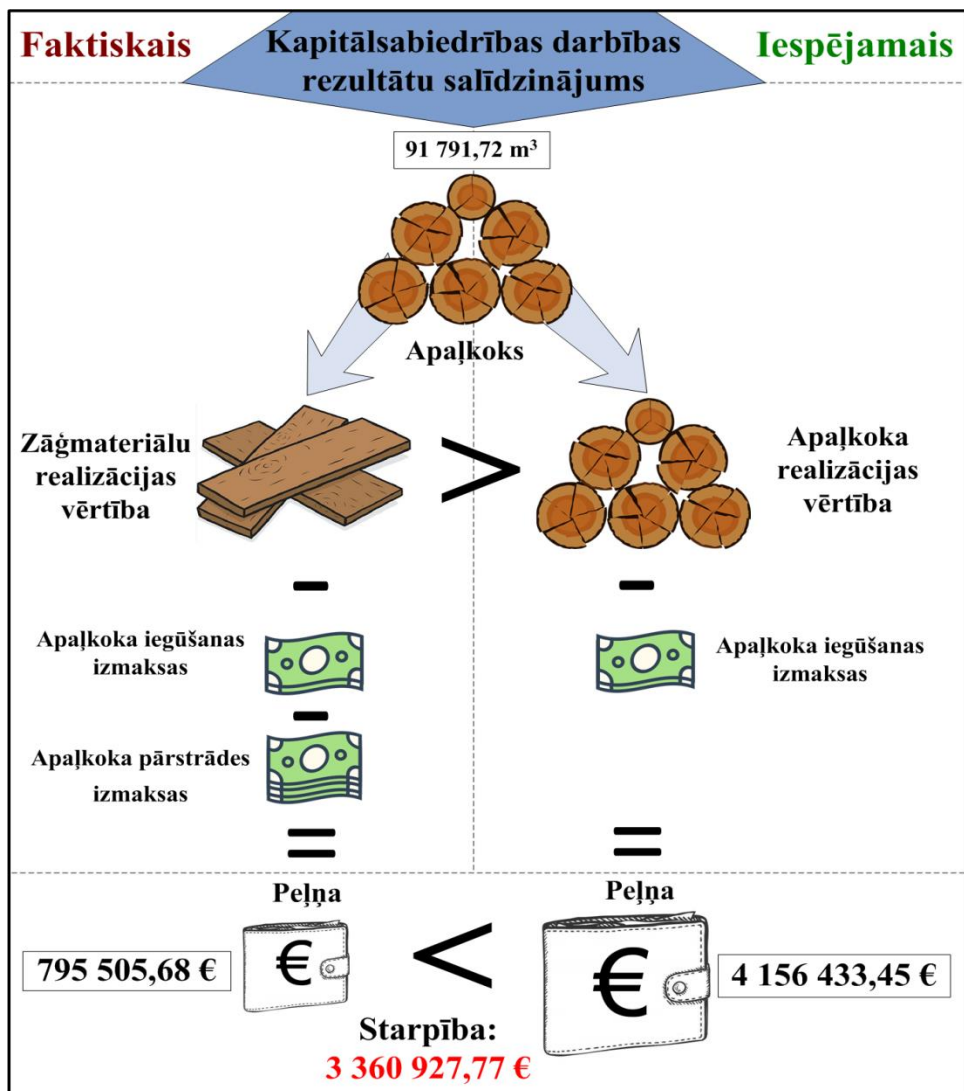 Faktiskais
Kapitālsabiedrības darbības
rezultātu salīdzinājums
Iespējamais
91 791,72 m³
Apaļkoks
Zāģmateriālu
realizācijas
vērtība
>
Apaļkoka
realizācijas
vērtība
-
-
Apaļkoka iegūšanas
izmaksas
Apaļkoka iegūšanas
izmaksas
-
Apaļkoka pārstrādes
izmaksas
=
=
Peļņa
Peļņa
795 505,68 €
€
<
€
4 156 433,45 €
Starpība:
3 360 927,77 €